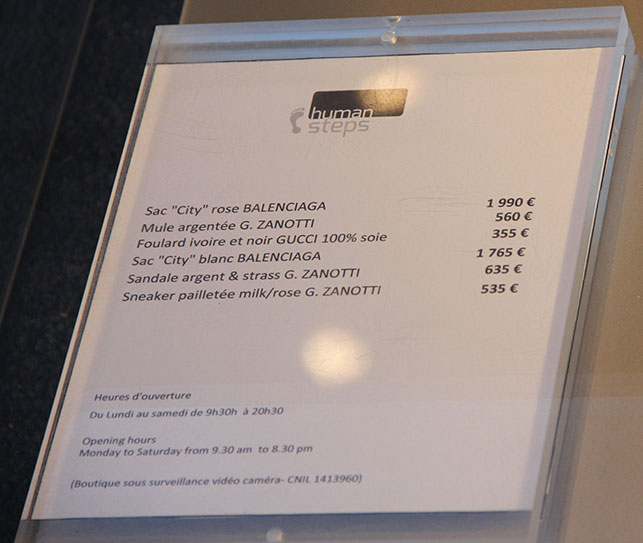 human
steps
Sac "City" rose BALENCIAGA 1 990 €
Mule argentée G. ZANOTTI 560 €
Foulard ivoire et noir GUCCI 100% soie 355 €
Sac "City" blanc BALENCIAGA 1 765 €
Sandale argent & strass G. ZANOTTI 635 €
Sneaker pailletée milk/rose G. ZANOTTI 535 €
Heures d'ouverture
Du Lundi au samedi de 9h30h à 20h30
Opening hours
Monday to Saturday from 9.30 am to 8.30 pm
(Boutique sous surveillance vidéo caméra- CNIL 1413960)